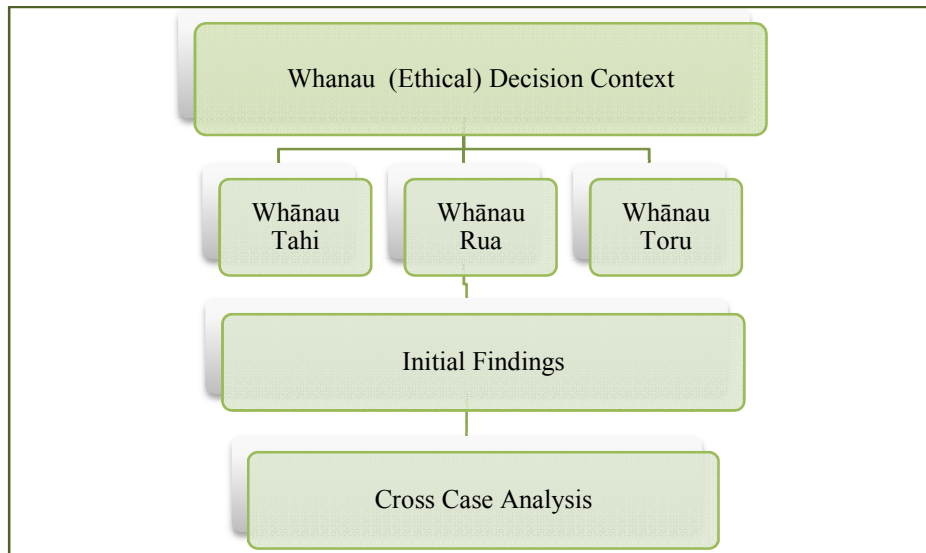 Whanau (Ethical) Decision Context
Whānau
Tahi
Whānau
Rua
Whānau
Toru
Initial Findings
Cross Case Analysis